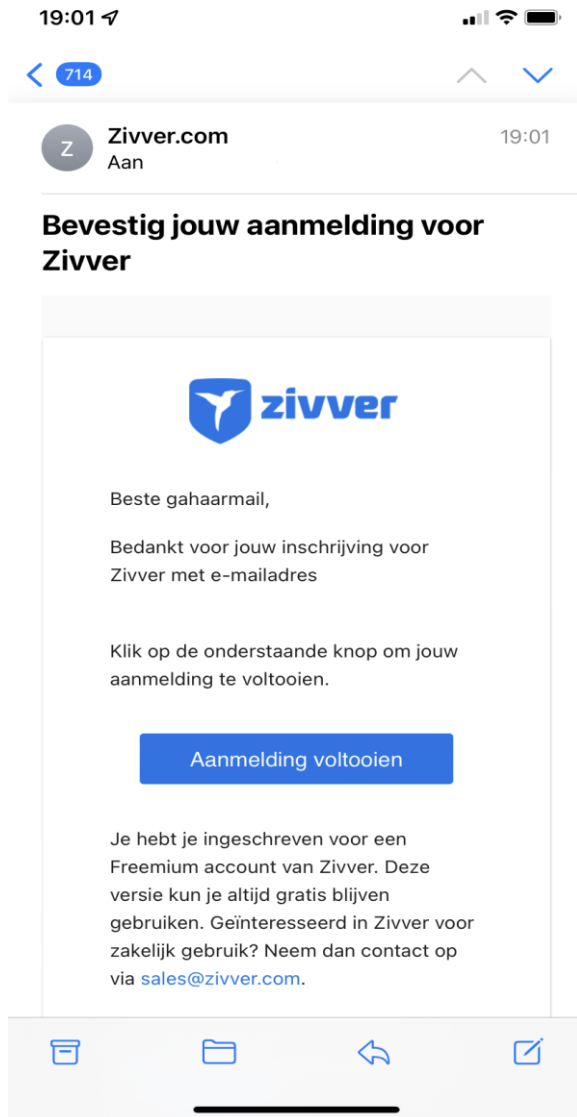 19:01
714
Z
Zivver.com
19:01
Aan
Bevestig jouw aanmelding voor
Zivver
zivver
Beste gahaarmail,
Bedankt voor jouw inschrijving voor
Zivver met e-mailadres
Klik op de onderstaande knop om jouw
aanmelding te voltooien.
Aanmelding voltooien
Je hebt je ingeschreven voor een
Freemium account van Zivver. Deze
versie kun je altijd gratis blijven
gebruiken. Geïnteresseerd in Zivver voor
zakelijk gebruik? Neem dan contact op
via sales@zivver.com.